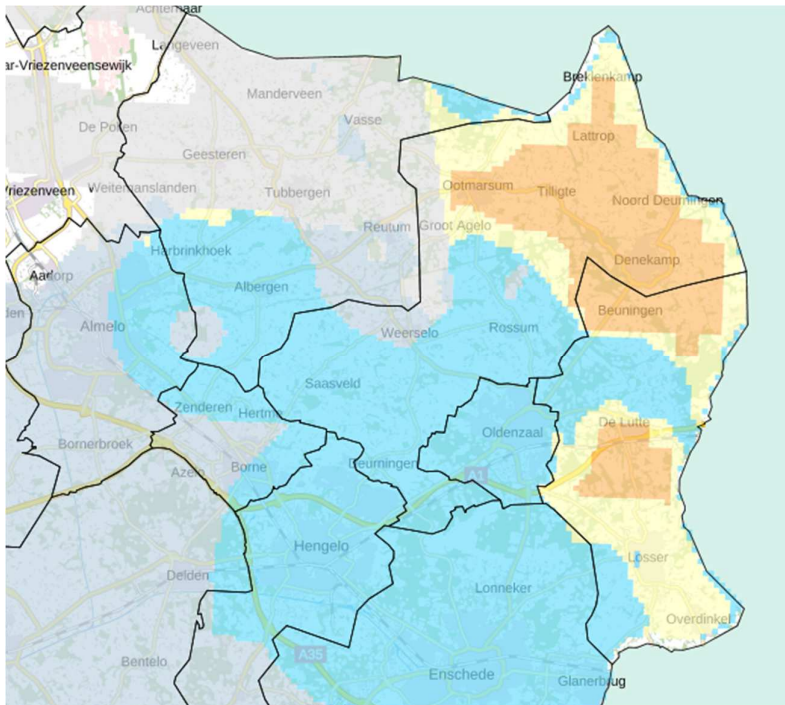 Achterhaar
Langeveen
ar-Vriezenveensewijk
Breklenkamp
Manderveen
Vasse
De Pollen
Lattrop
Geesteren
Vriezenveen
Weitemanslanden
Tubbergen
Ootmarsum
Tilligte
Noord Deurningen
Reutum
Groot Agelo
Harbrinkhoek
Denekamp
Aadorp
Albergen
den
Almelo
Weerselo
Rossum
Beuningen
Saasveld
Zenderen
Hertme
De Lutte
Oldenzaal
Bornerbroek
Azelo
Borne
Deurningen
A1
Hengelo
Losser
Delden
Lonneker
Overdinkel
A35
Bentelo
Enschede
Glanerbrug